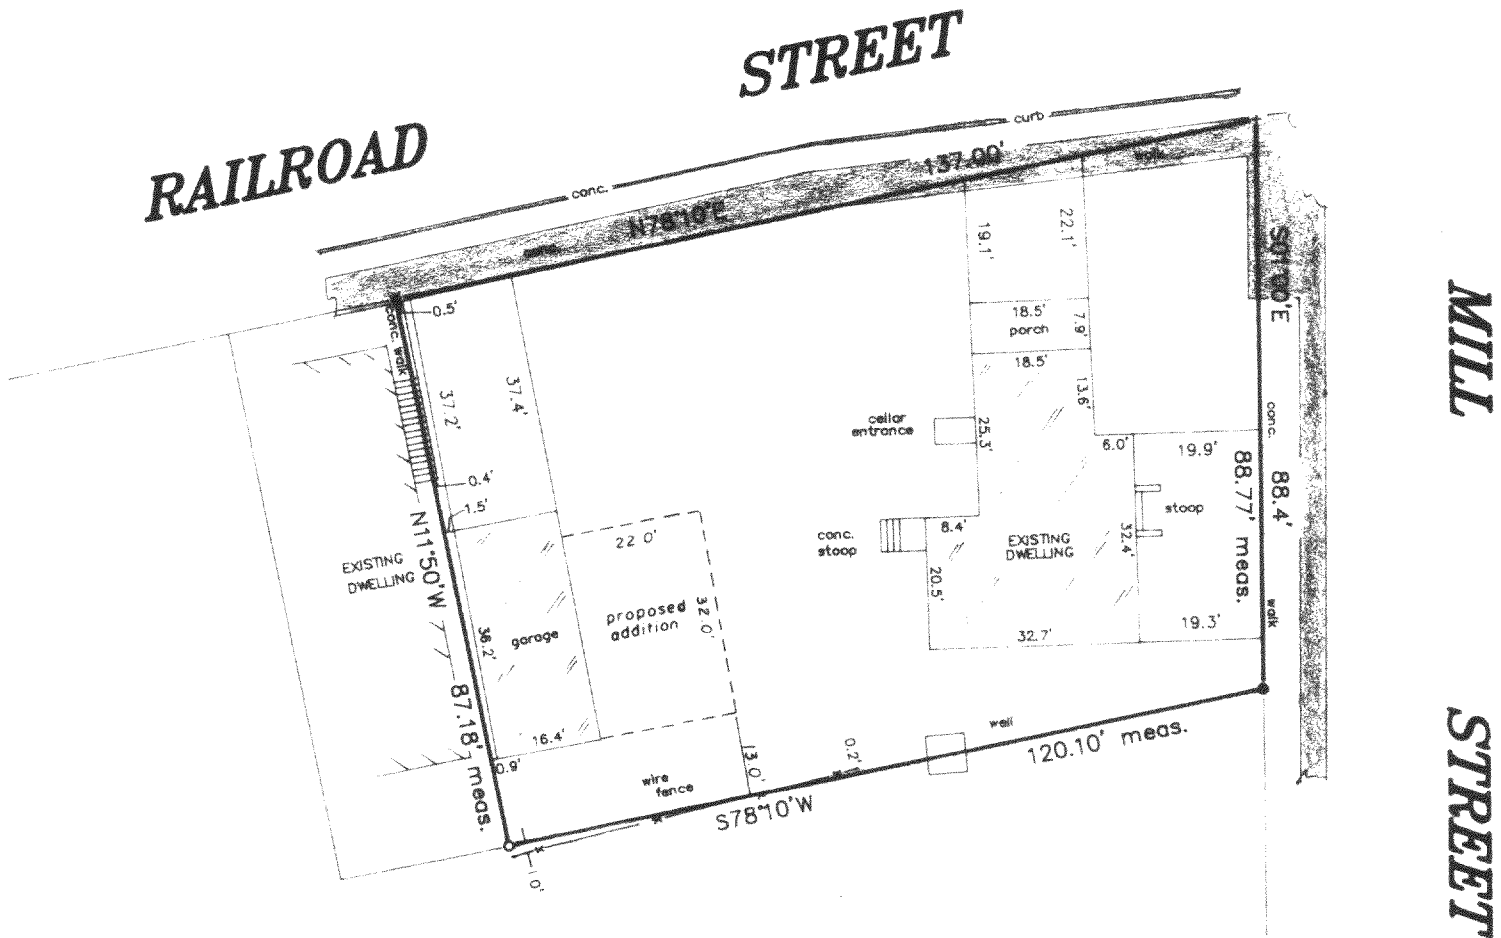 RAILROAD STREET
conc.
curb
137.00'
walk
N78°10'E
S01°00'E
0.5'
conc. walk
37.2'
37.4'
0.4'
1.5'
19.1'
22.1'
18.5'
porch
7.9'
18.5'
13.6'
cellar
entrance
25.3'
6.0'
19.9'
conc.
88.77' meas.
88.4'
stoop
conc.
stoop
8.4'
EXISTING
DWELLING
32.4'
20.5'
32.7'
19.3'
walk
EXISTING
DWELLING
N11°50'W
22.0'
proposed
addition
32.0'
garage
36.2'
87.18' meas.
16.4'
0.9'
wire
fence
13.0'
0.2'
well
120.10' meas.
S78°10'W
1.0'
MILL STREET